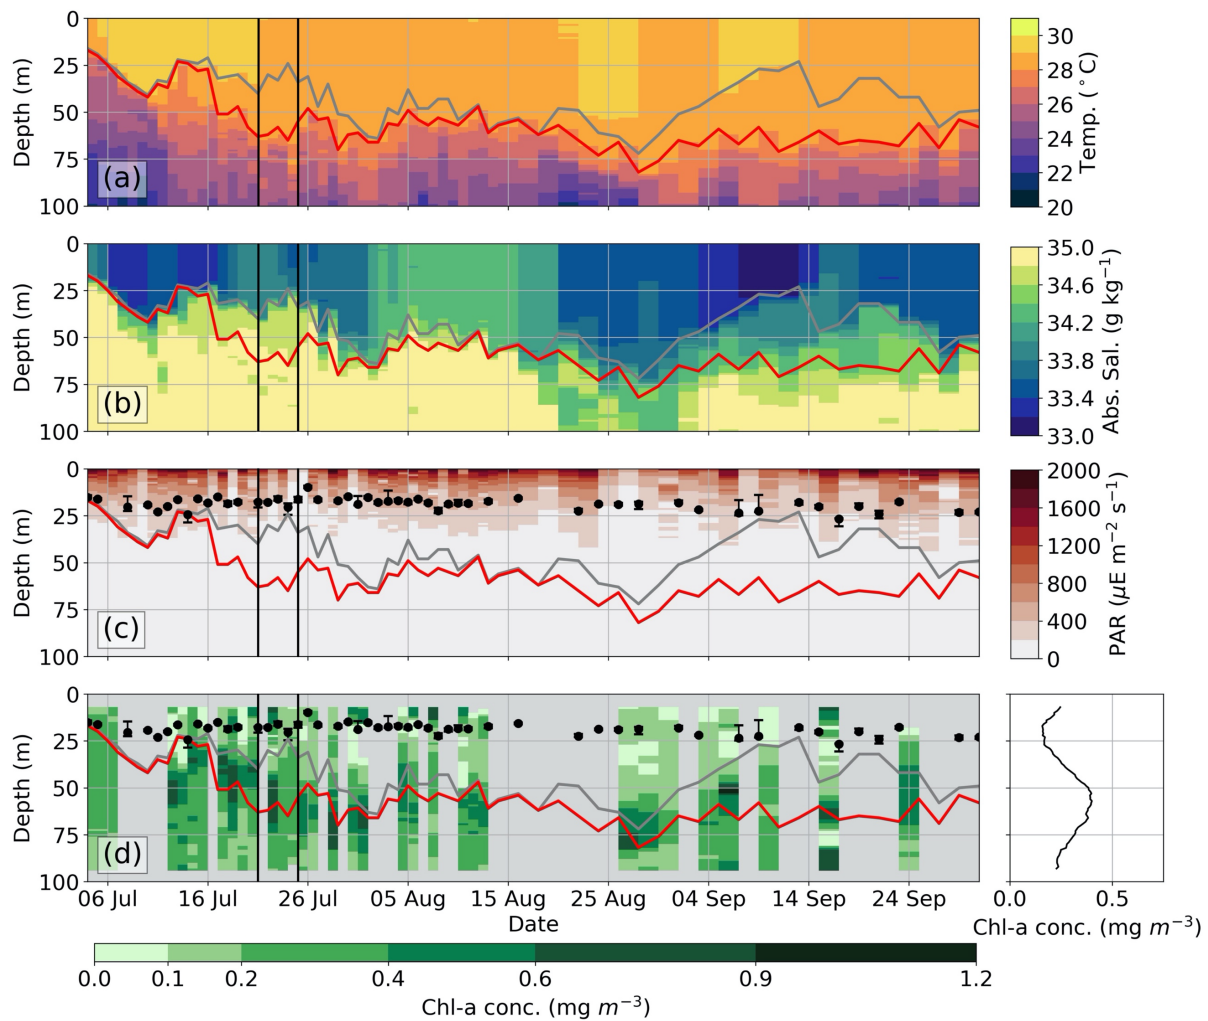 0
25
50
75
100
Depth (m)
(a)
30
28
26
24
22
20
Temp. (°C)
0
25
50
75
100
Depth (m)
(b)
35.0
34.6
34.2
33.8
33.4
33.0
Abs. Sal. (g kg⁻¹)
0
25
50
75
100
Depth (m)
(c)
2000
1600
1200
800
400
0
PAR (μE m⁻² s⁻¹)
0
25
50
75
100
Depth (m)
(d)
06 Jul 16 Jul 26 Jul 05 Aug 15 Aug 25 Aug 04 Sep 14 Sep 24 Sep
Date
0.0 0.5
Chl-a conc. (mg m⁻³)
0.0 0.1 0.2 0.4 0.6 0.9 1.2
Chl-a conc. (mg m⁻³)